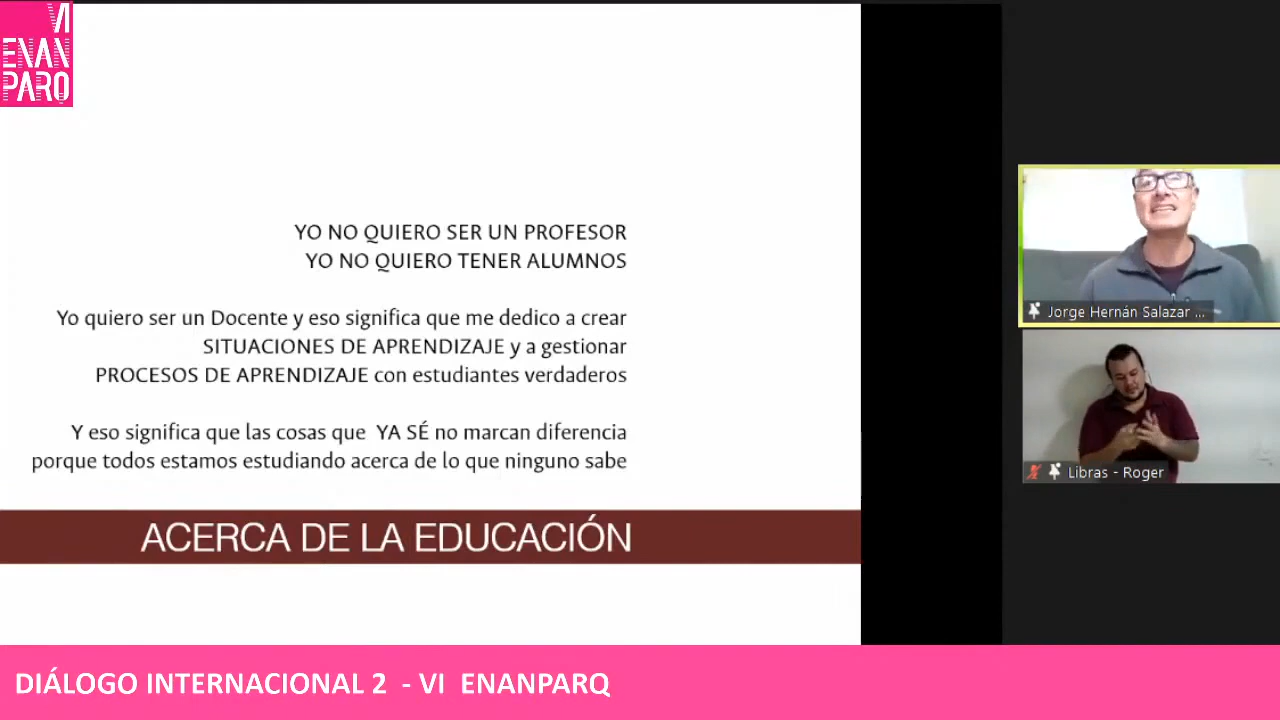 VI
ENAN
PARQ
YO NO QUIERO SER UN PROFESOR
YO NO QUIERO TENER ALUMNOS
Yo quiero ser un Docente y eso significa que me dedico a crear
SITUACIONES DE APRENDIZAJE y a gestionar
PROCESOS DE APRENDIZAJE con estudiantes verdaderos
Y eso significa que las cosas que YA SÉ no marcan diferencia
porque todos estamos estudiando acerca de lo que ninguno sabe
ACERCA DE LA EDUCACIÓN
Jorge Hernán Salazar ...
Libras - Roger
DIÁLOGO INTERNACIONAL 2 - VI ENANPARQ